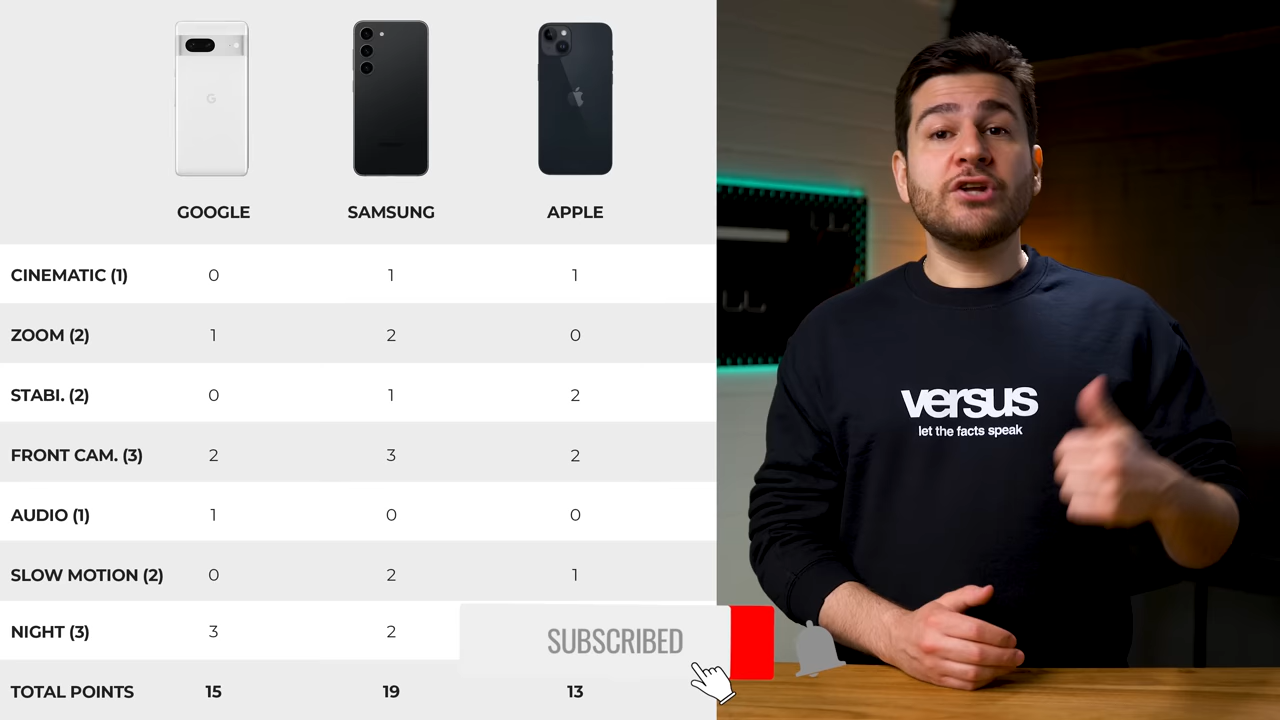 GOOGLE SAMSUNG APPLE
CINEMATIC (1) 0 1 1
ZOOM (2) 1 2 0
STABI. (2) 0 1 2
FRONT CAM. (3) 2 3 2
AUDIO (1) 1 0 0
SLOW MOTION (2) 0 2 1
NIGHT (3) 3 2
TOTAL POINTS 15 19 13
SUBSCRIBED
versus
let the facts speak
G